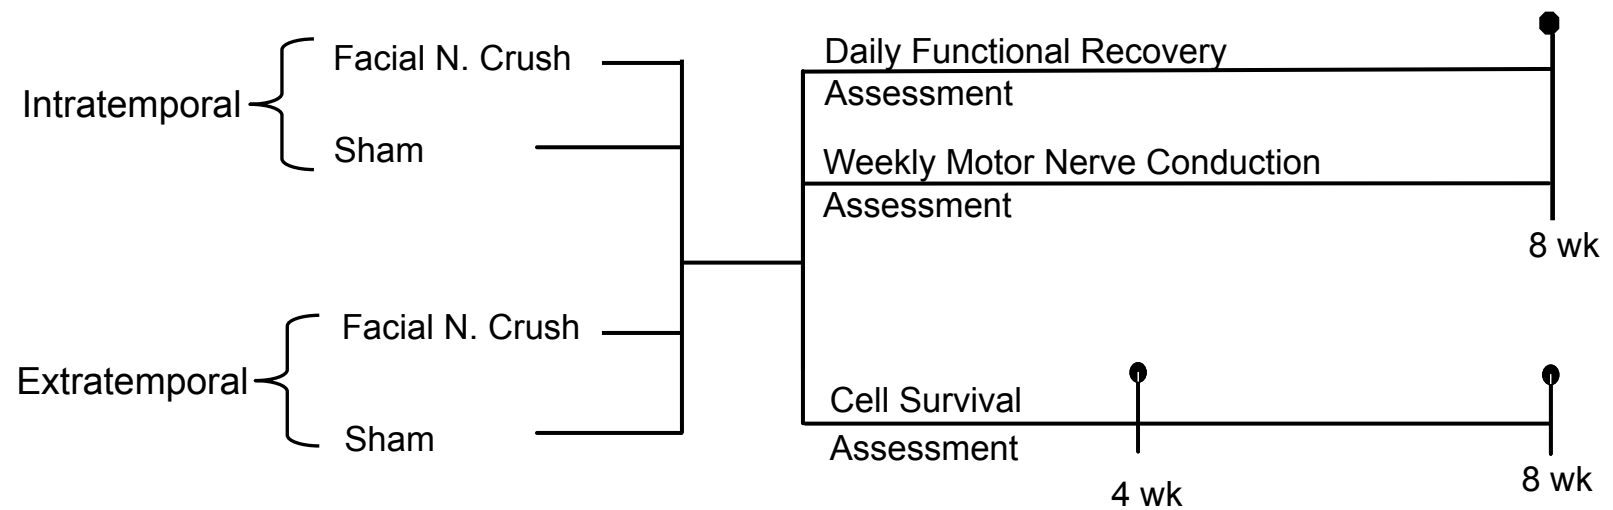 Intratemporal
Facial N. Crush
Sham
Extratemporal
Facial N. Crush
Sham
Daily Functional Recovery
Assessment
Weekly Motor Nerve Conduction
Assessment
8 wk
Cell Survival
Assessment
4 wk
8 wk